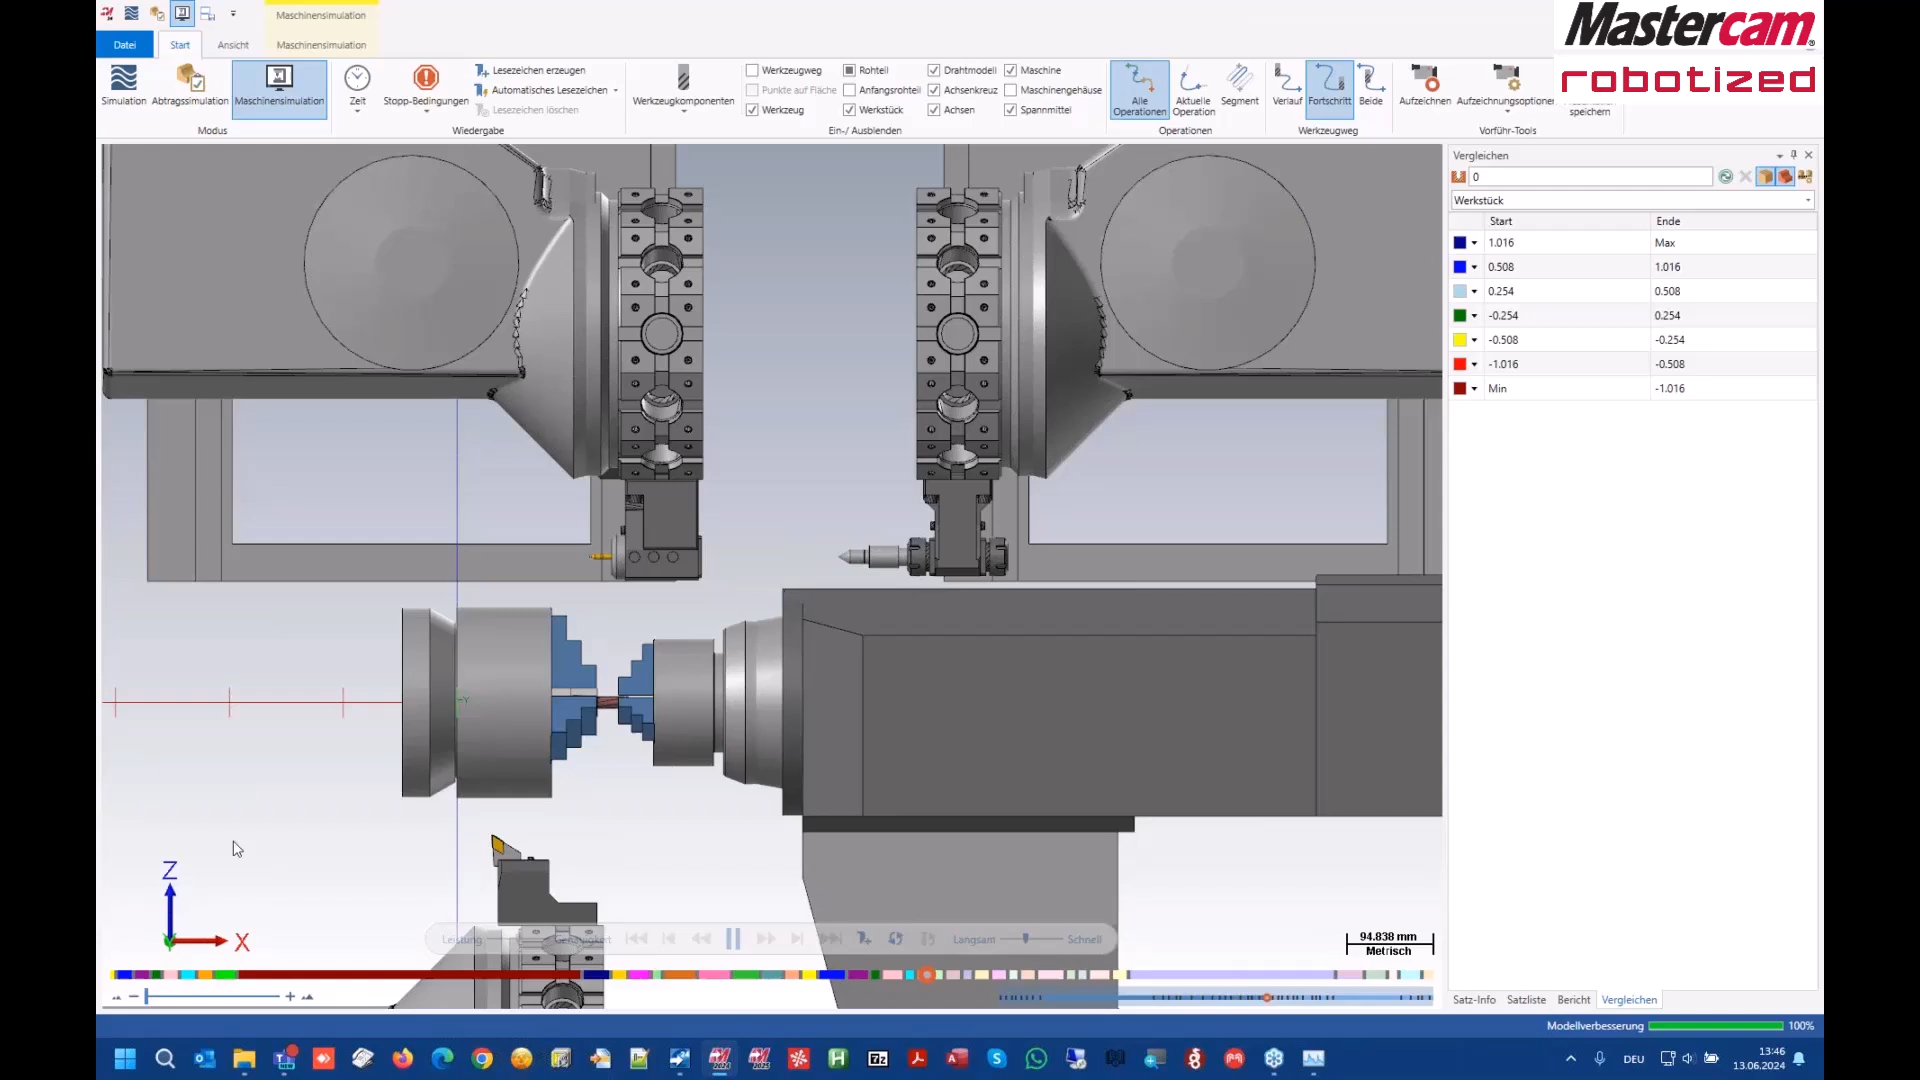 Maschinensimulation
Mastercam
robotized
Datei
Start
Ansicht
Maschinensimulation
Simulation
Abtragssimulation
Maschinensimulation
Modus
Zeit
Stopp-Bedingungen
Lesezeichen erzeugen
Automatisches Lesezeichen
Lesezeichen löschen
Wiedergabe
Werkzeugkomponenten
Werkzeugweg
Punkte auf Fläche
Werkzeug
Rohteil
Anfangsrohteil
Werkstück
Drahtmodell
Achsenkreuz
Achsen
Maschine
Maschinengehäuse
Spannmittel
Ein-/ Ausblenden
Alle
Operationen
Aktuelle
Operation
Segment
Operationen
Verlauf
Fortschritt
Beide
Werkzeugweg
Aufzeichnen
Aufzeichnungsoptionen
speichern
Vorführ-Tools
Vergleichen
0
Werkstück
Start Ende
1.016 Max
0.508 1.016
0.254 0.508
-0.254 0.254
-0.508 -0.254
-1.016 -0.508
Min -1.016
Y
Z
X
Leistung
Genauigkeit
Langsam
Schnell
94.838 mm
Metrisch
Satz-Info
Satzliste
Bericht
Vergleichen
Modellverbesserung
100%
DEU
13:46
13.06.2024